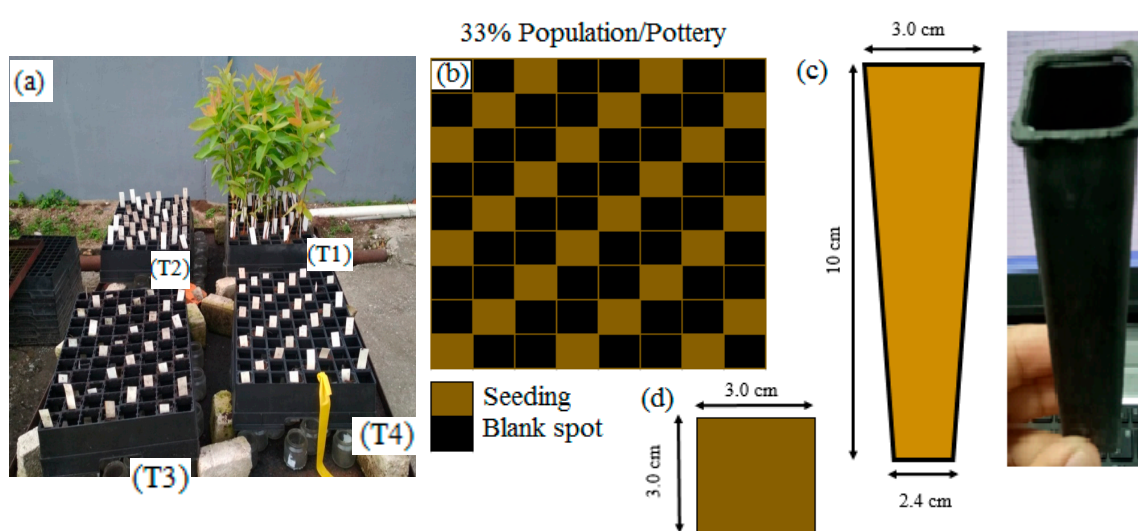 33% Population/Pottery
(a)
(T2)
(T1)
(T3)
(T4)
(b)
Seeding
Blank spot
(c)
3.0 cm
10 cm
2.4 cm
(d)
3.0 cm
3.0 cm